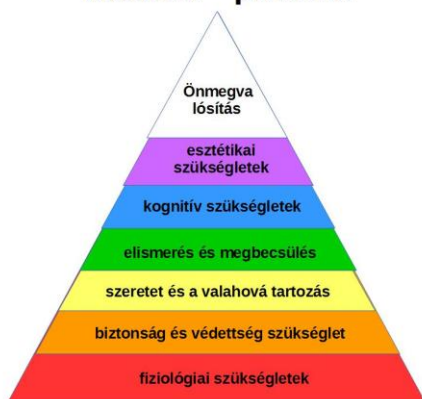 Önmegva
lósítás
esztétikai
szükségletek
kognitív szükségletek
elismerés és megbecsülés
szeretet és a valahová tartozás
biztonság és védettség szükséglet
fiziológiai szükségletek